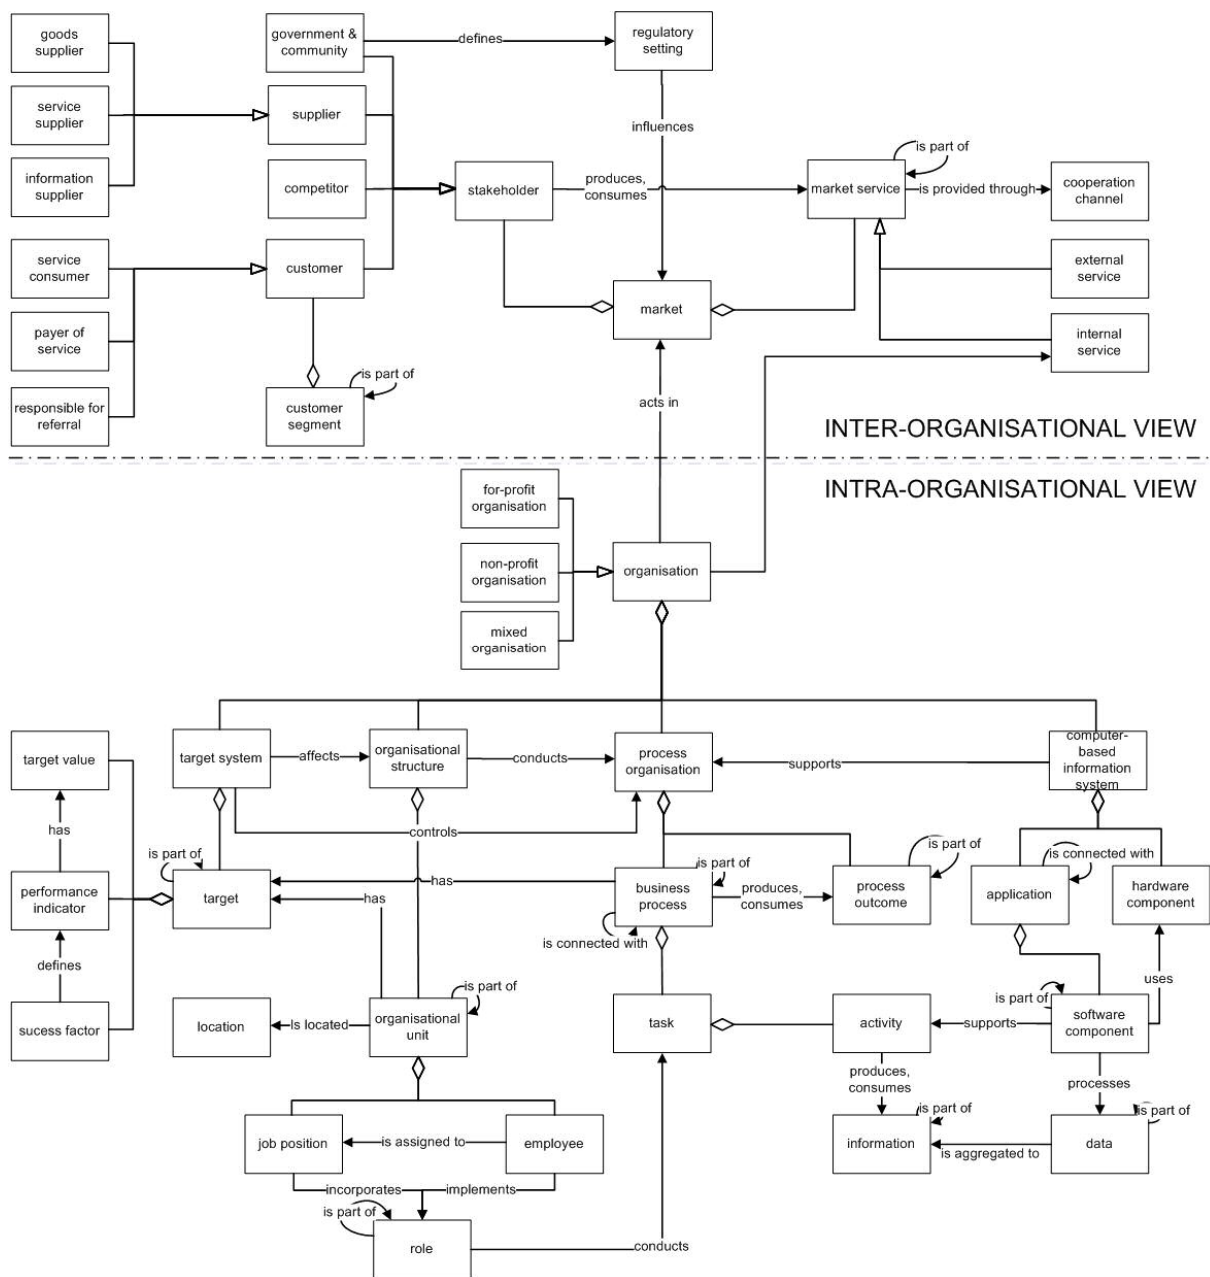 goods
supplier
government &
community
defines
regulatory
setting
service
supplier
supplier
influences
information
supplier
competitor
stakeholder
produces,
consumes
is part of
market service
is provided through
cooperation
channel
service
consumer
customer
external
service
market
payer of
service
internal
service
is part of
responsible for
referral
customer
segment
acts in
INTER-ORGANISATIONAL VIEW
INTRA-ORGANISATIONAL VIEW
for-profit
organisation
non-profit
organisation
organisation
mixed
organisation
target value
target system
affects
organisational
structure
conducts
process
organisation
supports
computer-
based
information
system
has
controls
is part of
is part of
is part of
is connected with
performance
indicator
target
has
has
business
process
produces,
consumes
process
outcome
application
hardware
component
is connected with
defines
is part of
is part of
uses
sucess factor
location
Is located
organisational
unit
task
activity
supports
software
component
produces,
consumes
processes
is part of
is part of
job position
is assigned to
employee
information
is aggregated to
data
incorporates
implements
is part of
role
conducts